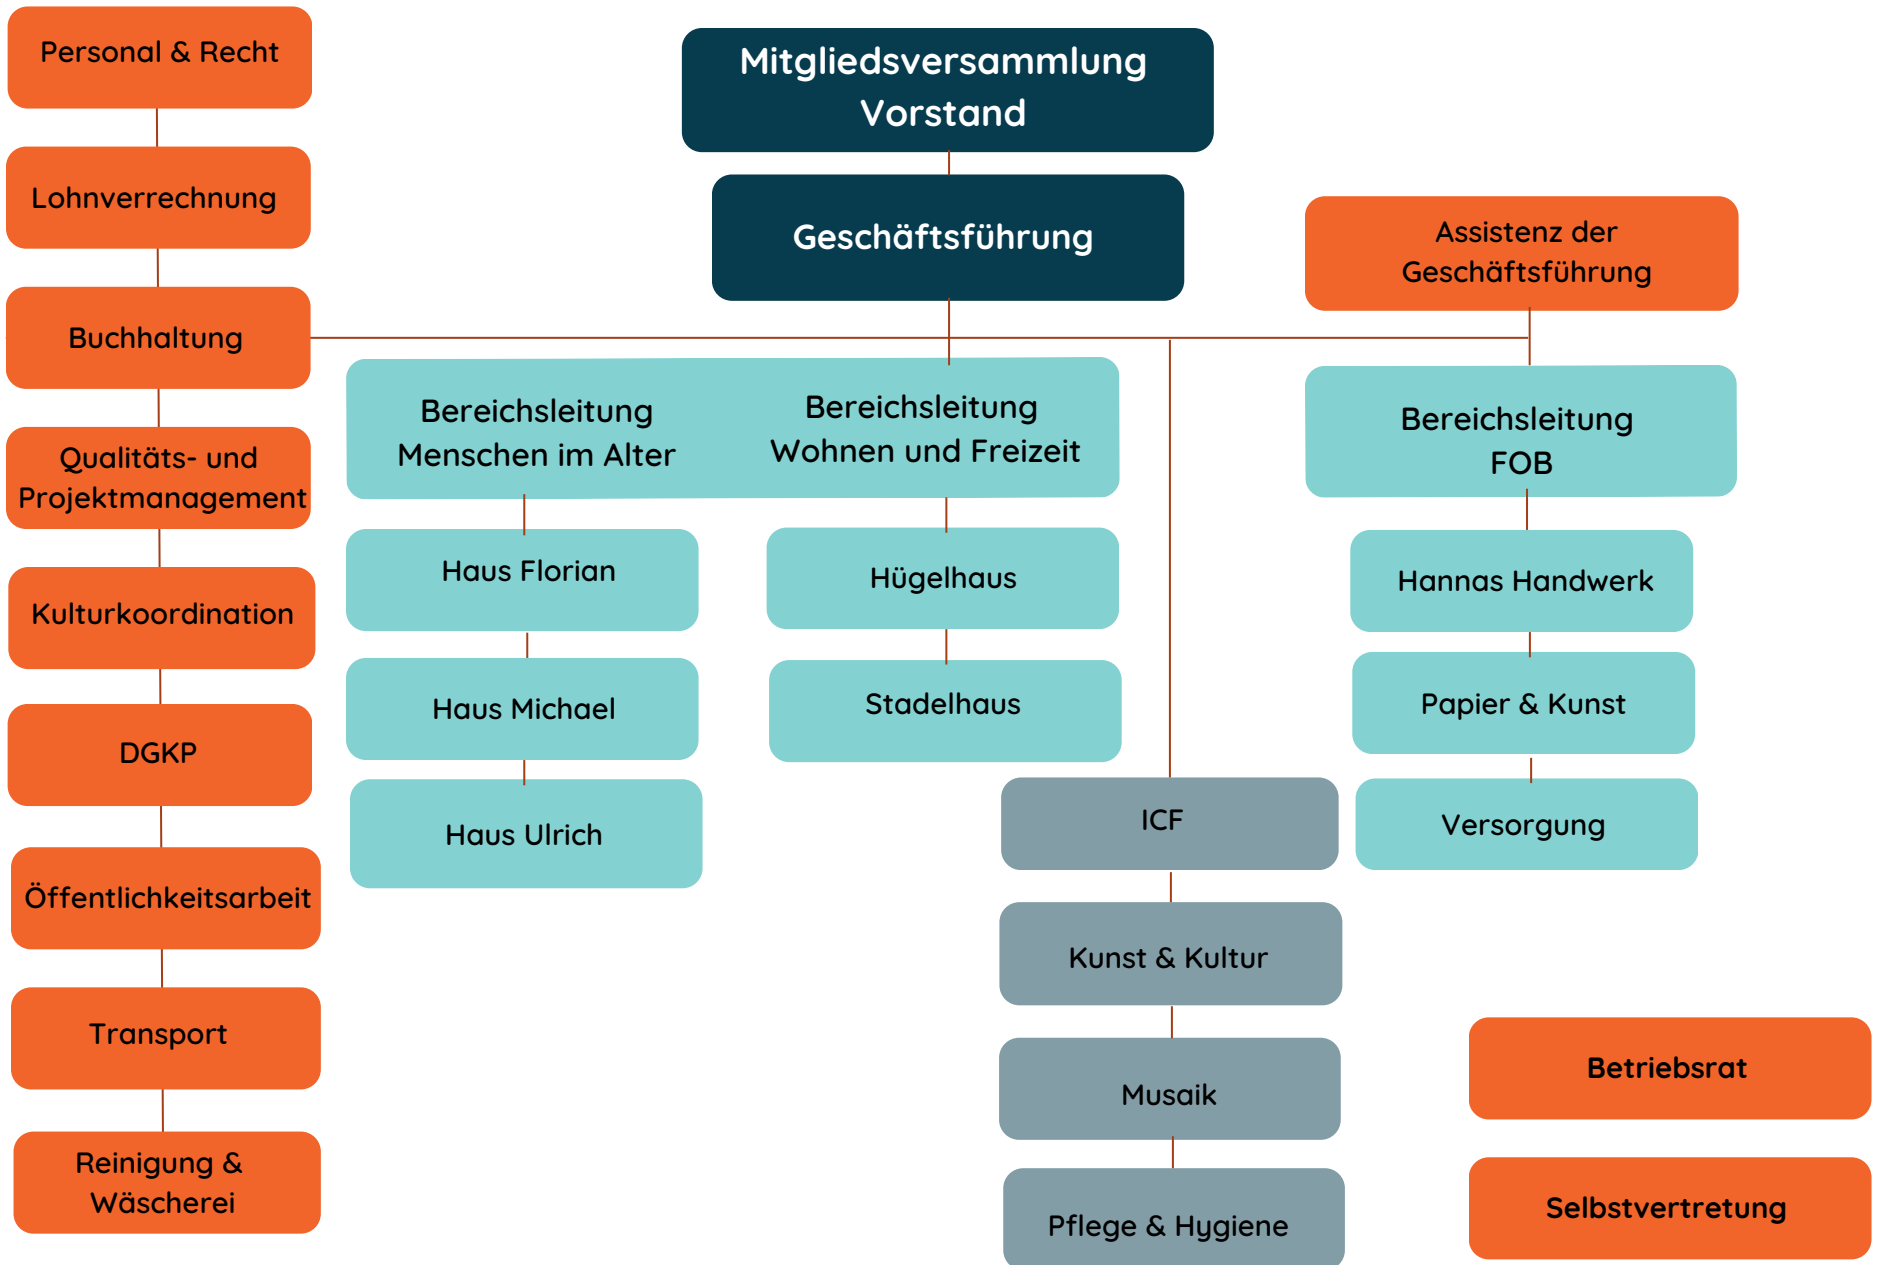 Personal & Recht
Lohnverrechnung
Buchhaltung
Qualitäts- und
Projektmanagement
Kulturkoordination
DGKP
Öffentlichkeitsarbeit
Transport
Reinigung &
Wäscherei
Mitgliedsversammlung
Vorstand
Geschäftsführung
Assistenz der
Geschäftsführung
Bereichsleitung
Menschen im Alter
Haus Florian
Haus Michael
Haus Ulrich
Bereichsleitung
Wohnen und Freizeit
Hügelhaus
Stadelhaus
ICF
Kunst & Kultur
Musaik
Pflege & Hygiene
Bereichsleitung
FOB
Hannas Handwerk
Papier & Kunst
Versorgung
Betriebsrat
Selbstvertretung